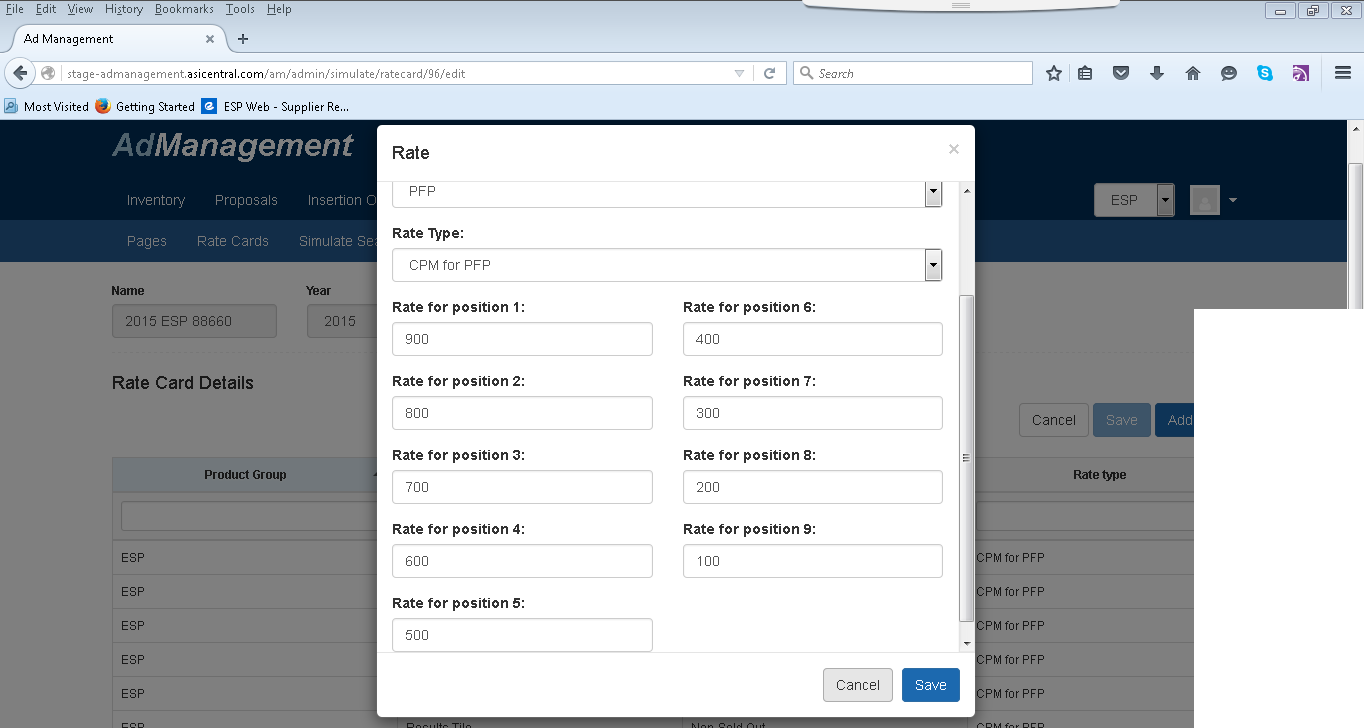 File Edit View History Bookmarks Tools Help
Ad Management
stage-admanagement.asicentral.com/am/admin/simulate/ratecard/96/edit
Search
Most Visited Getting Started ESP Web - Supplier Re...
AdManagement
Inventory Proposals Insertion O
ESP
Pages Rate Cards Simulate Sea
Name Year
2015 ESP 88660 2015
Rate Card Details
Cancel Save Add
Product Group Rate type
ESP CPM for PFP
ESP CPM for PFP
ESP CPM for PFP
ESP CPM for PFP
ESP CPM for PFP
ESP Results Tile Non Sold Out CPM for PFP
Rate
PFP
Rate Type:
CPM for PFP
Rate for position 1: Rate for position 6:
900 400
Rate for position 2: Rate for position 7:
800 300
Rate for position 3: Rate for position 8:
700 200
Rate for position 4: Rate for position 9:
600 100
Rate for position 5:
500
Cancel Save